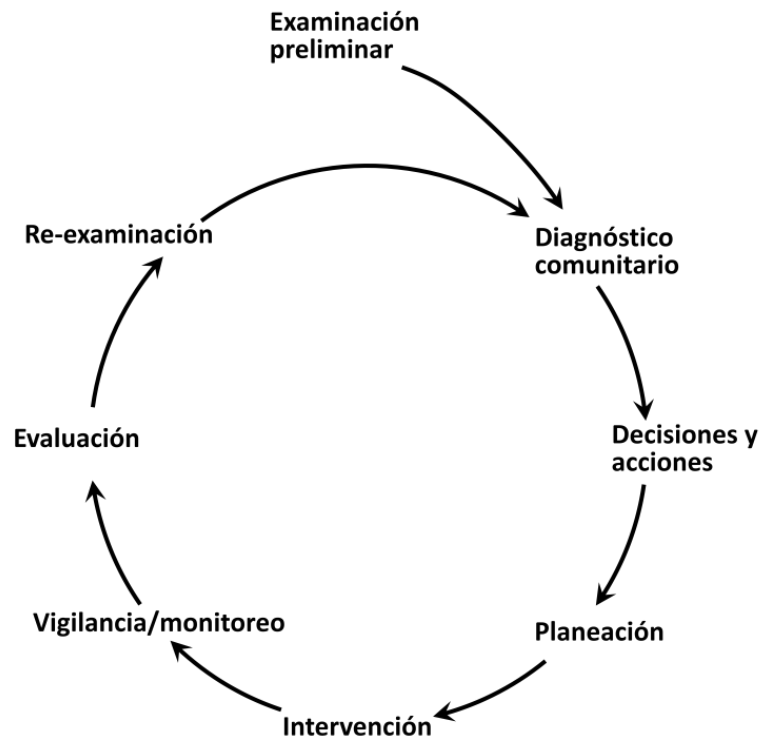 Examinación
preliminar
Diagnóstico
comunitario
Decisiones y
acciones
Planeación
Intervención
Vigilancia/monitoreo
Evaluación
Re-examinación